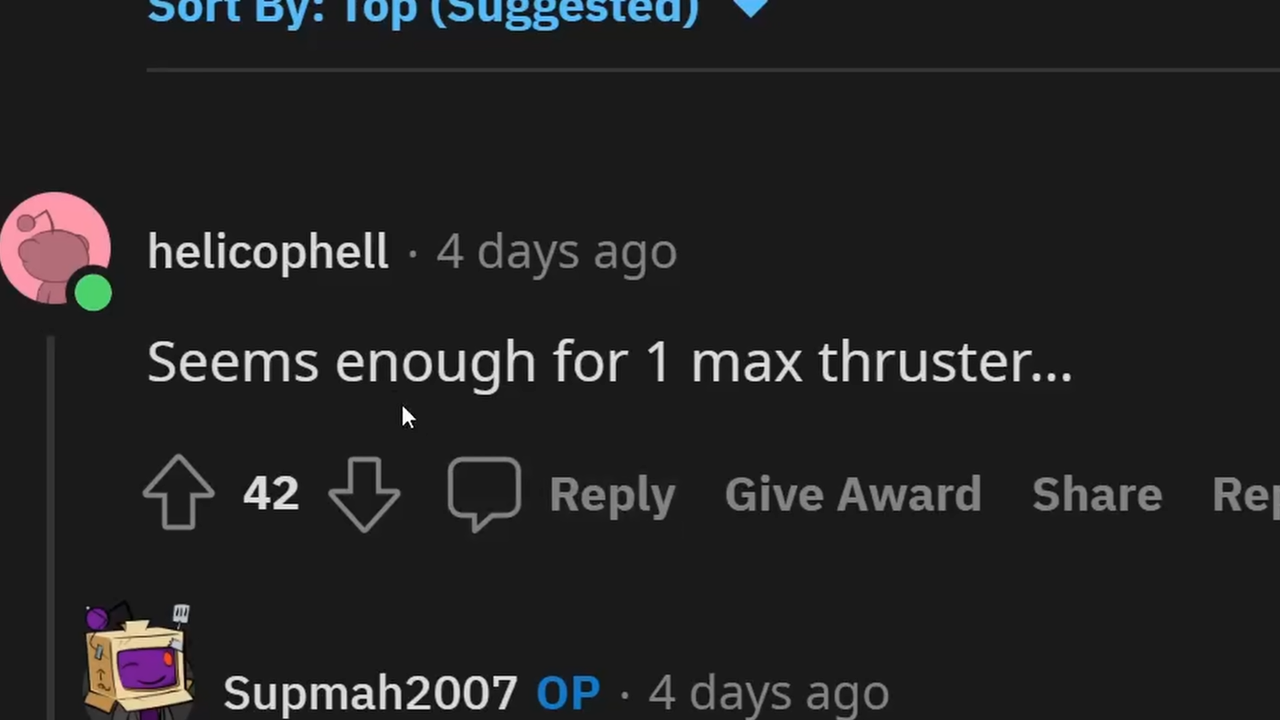 Sort By: Top (Suggested)
helicophell · 4 days ago
Seems enough for 1 max thruster...
42 Reply Give Award Share Rep
Supmah2007 OP · 4 days ago